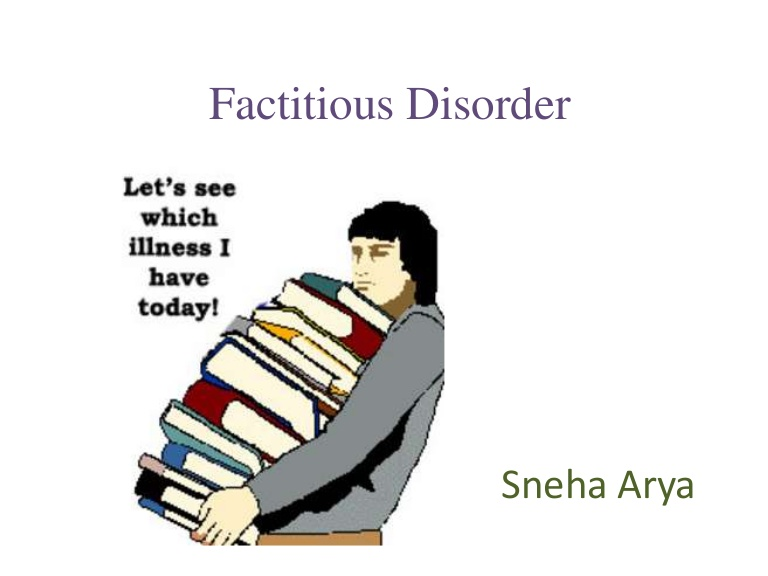 Factitious Disorder
Let's see
which
illness I
have
today!
Sneha Arya